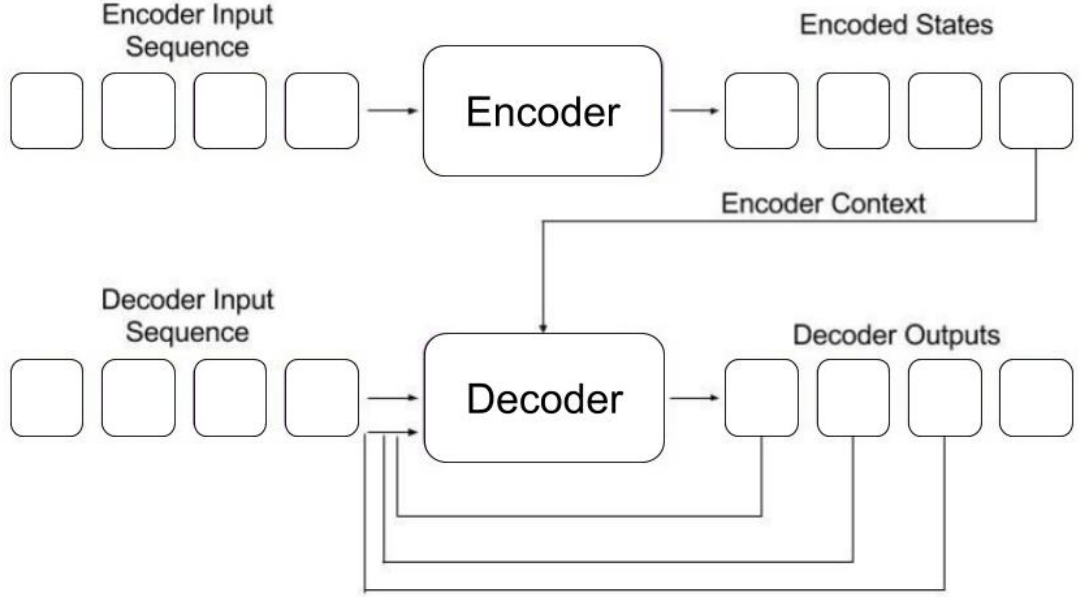 Encoder Input
Sequence
Encoded States
Encoder
Encoder Context
Decoder Input
Sequence
Decoder Outputs
Decoder